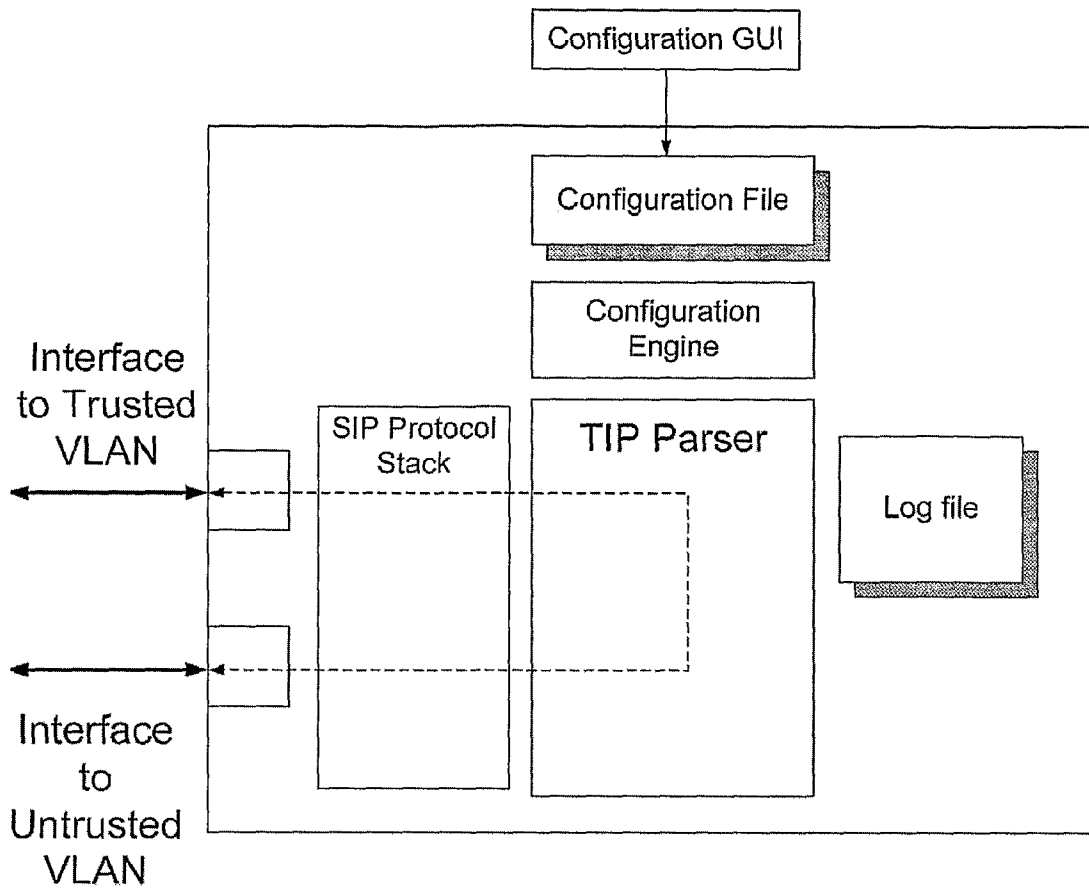 Configuration GUI
Configuration File
Configuration
Engine
Interface
to Trusted
VLAN
SIP Protocol
Stack
TIP Parser
Log file
Interface
to
Untrusted
VLAN